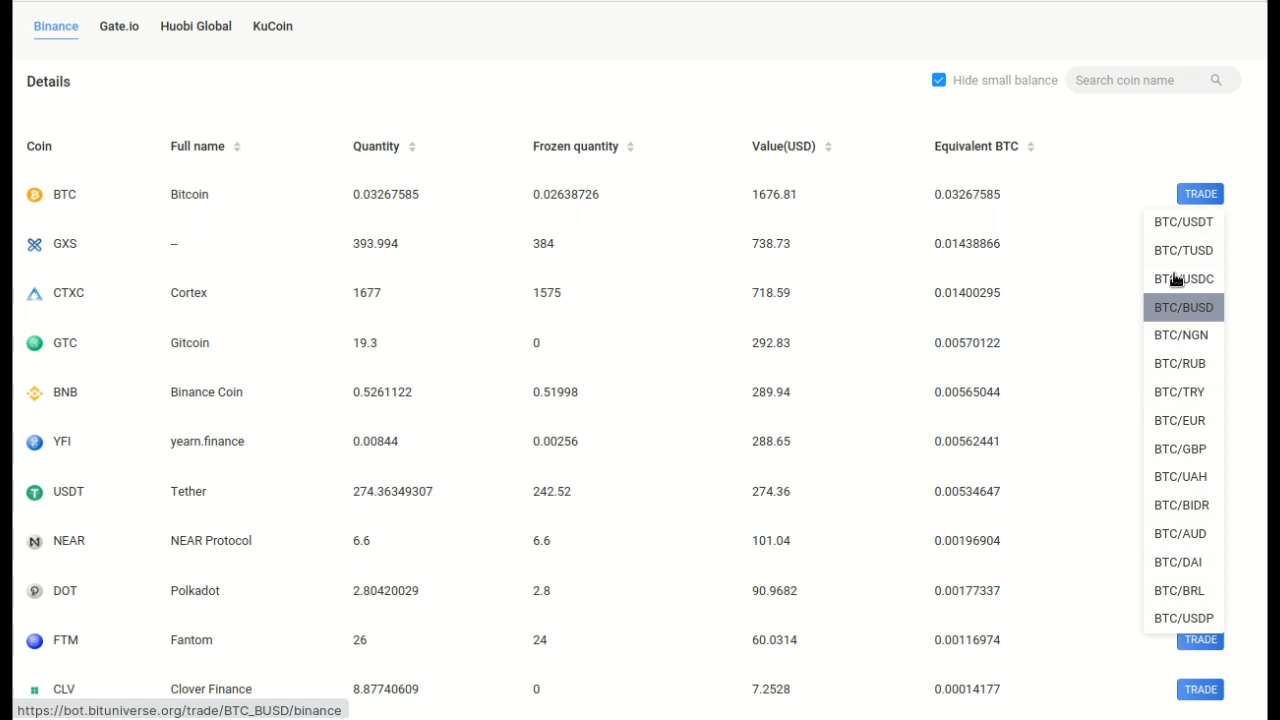 Binance Gate.io Huobi Global KuCoin
Details Hide small balance Search coin name
Coin Full name Quantity Frozen quantity Value(USD) Equivalent BTC
BTC Bitcoin 0.03267585 0.02638726 1676.81 0.03267585 TRADE
BTC/USDT
GXS -- 393.994 384 738.73 0.01438866 BTC/TUSD
BTC/USDC
CTXC Cortex 1677 1575 718.59 0.01400295
BTC/BUSD
GTC Gitcoin 19.3 0 292.83 0.00570122 BTC/NGN
BTC/RUB
BNB Binance Coin 0.5261122 0.51998 289.94 0.00565044 BTC/TRY
BTC/EUR
YFI yearn.finance 0.00844 0.00256 288.65 0.00562441 BTC/GBP
BTC/UAH
USDT Tether 274.36349307 242.52 274.36 0.00534647
BTC/BIDR
NEAR NEAR Protocol 6.6 6.6 101.04 0.00196904 BTC/AUD
BTC/DAI
DOT Polkadot 2.80420029 2.8 90.9682 0.00177337 BTC/BRL
BTC/USDP
FTM Fantom 26 24 60.0314 0.00116974 TRADE
CLV Clover Finance 8.87740609 0 7.2528 0.00014177 TRADE
https://bot.bituniverse.org/trade/BTC_BUSD/binance